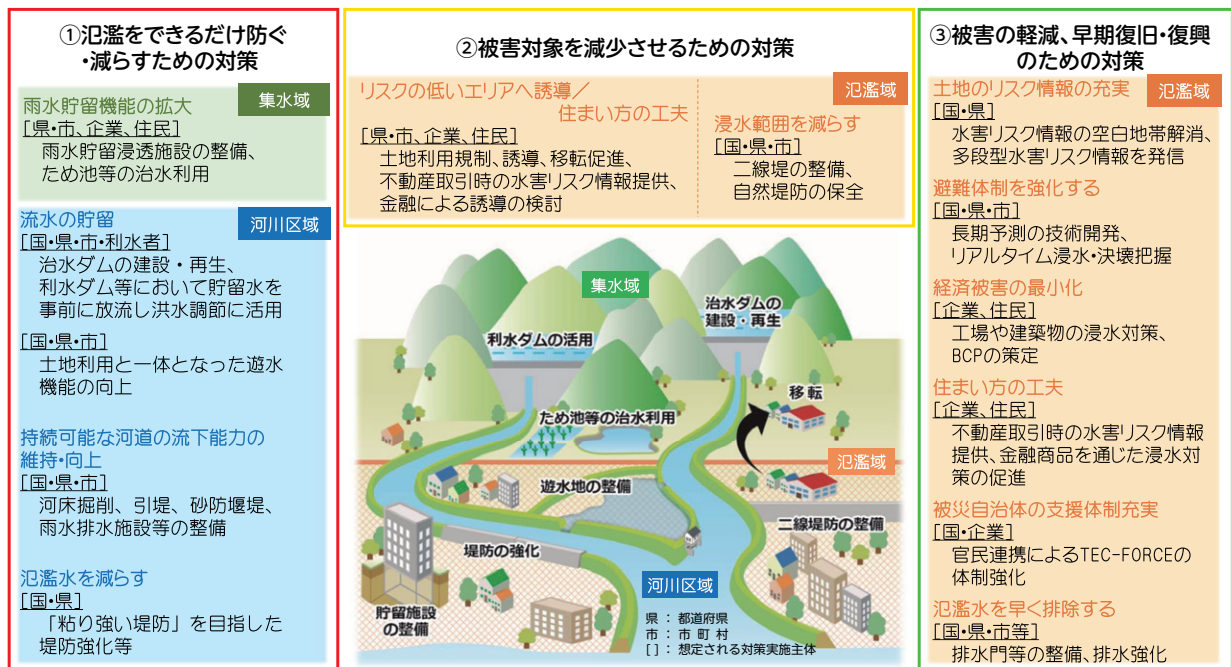 ①氾濫をできるだけ防ぐ
・減らすための対策
集水域
雨水貯留機能の拡大
[県・市、企業、住民]
雨水貯留浸透施設の整備、
ため池等の治水利用
河川区域
流水の貯留
[国・県・市・利水者]
治水ダムの建設・再生、
利水ダム等において貯留水を
事前に放流し洪水調節に活用
[国・県・市]
土地利用と一体となった遊水
機能の向上
持続可能な河道の流下能力の
維持・向上
[国・県・市]
河床掘削、引堤、砂防堰堤、
雨水排水施設等の整備
氾濫水を減らす
[国・県]
「粘り強い堤防」を目指した
堤防強化等
②被害対象を減少させるための対策
氾濫域
リスクの低いエリアへ誘導/
住まい方の工夫
[県・市、企業、住民]
土地利用規制、誘導、移転促進、
不動産取引時の水害リスク情報提供、
金融による誘導の検討
浸水範囲を減らす
[国・県・市]
二線堤の整備、
自然堤防の保全
集水域
治水ダムの
建設・再生
利水ダムの活用
移転
ため池等の治水利用
氾濫域
遊水地の整備
二線堤防の整備
堤防の強化
河川区域
貯留施設
の整備
県:都道府県
市:市町村
[ ]:想定される対策実施主体
③被害の軽減、早期復旧・復興
のための対策
氾濫域
土地のリスク情報の充実
[国・県]
水害リスク情報の空白地帯解消、
多段型水害リスク情報を発信
避難体制を強化する
[国・県・市]
長期予測の技術開発、
リアルタイム浸水・決壊把握
経済被害の最小化
[企業、住民]
工場や建築物の浸水対策、
BCPの策定
住まい方の工夫
[企業、住民]
不動産取引時の水害リスク情報
提供、金融商品を通じた浸水対
策の促進
被災自治体の支援体制充実
[国・企業]
官民連携によるTEC-FORCEの
体制強化
氾濫水を早く排除する
[国・県・市等]
排水門等の整備、排水強化